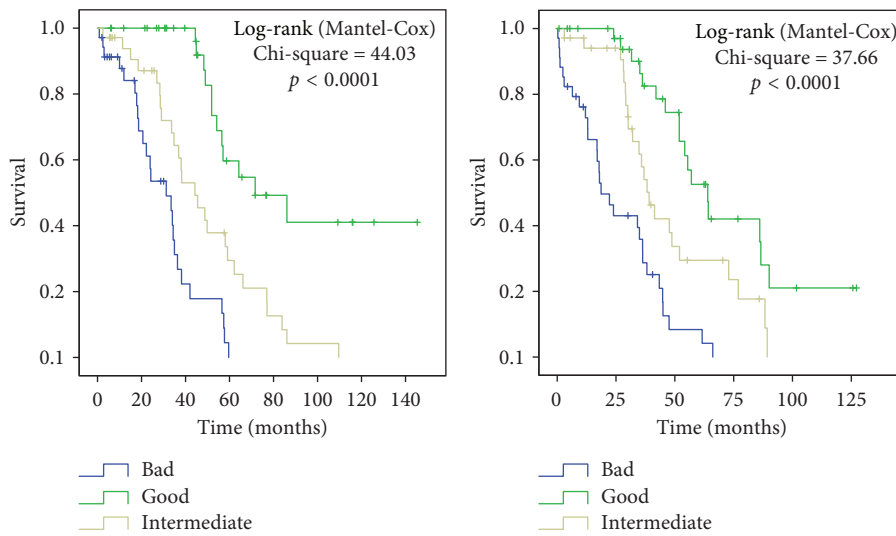 Log-rank (Mantel-Cox)
Chi-square = 44.03
p < 0.0001
Survival
1.0
0.8
0.6
0.4
0.2
0.1
0 20 40 60 80 100 120 140
Time (months)
Bad
Good
Intermediate
Log-rank (Mantel-Cox)
Chi-square = 37.66
p < 0.0001
Survival
1.0
0.8
0.6
0.4
0.2
0.1
0 25 50 75 100 125
Time (months)
Bad
Good
Intermediate